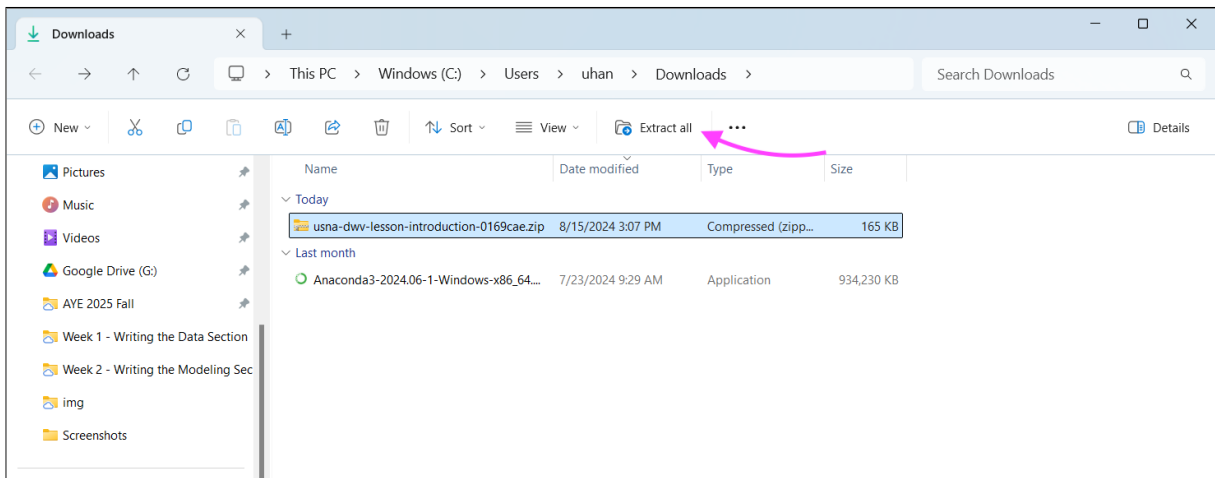 Downloads
This PC > Windows (C:) > Users > uhan > Downloads >
Search Downloads
New
Sort
View
Extract all
Details
Pictures
Music
Videos
Google Drive (G:)
AYE 2025 Fall
Week 1 - Writing the Data Section
Week 2 - Writing the Modeling Sec
img
Screenshots
Name Date modified Type Size
Today
usna-dwv-lesson-introduction-0169cae.zip 8/15/2024 3:07 PM Compressed (zipp... 165 KB
Last month
Anaconda3-2024.06-1-Windows-x86_64.... 7/23/2024 9:29 AM Application 934,230 KB